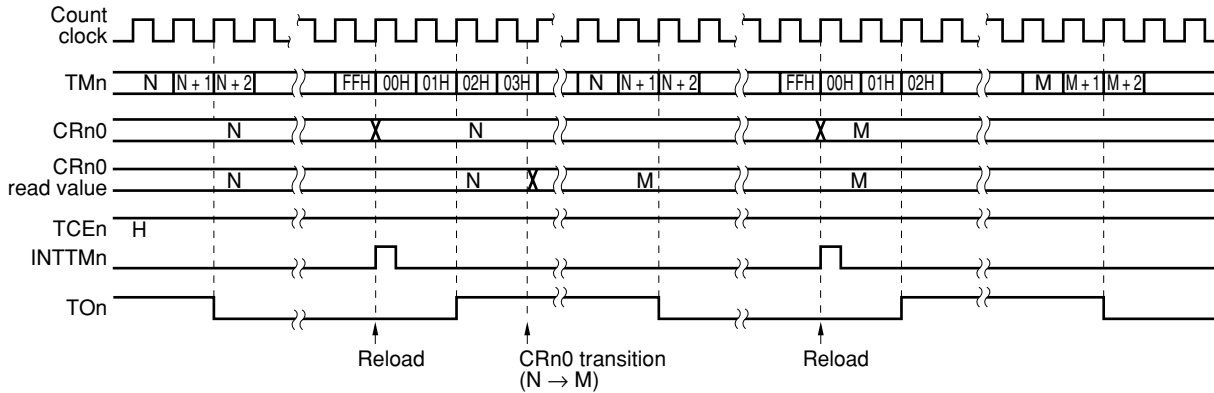 Count
clock
TMn N N + 1 N + 2 FFH 00H 01H 02H 03H N N + 1 N + 2 FFH 00H 01H 02H M M + 1 M + 2
CRn0 N N M
CRn0
read value N N M M
TCEn H
INTTMn
TOn
Reload CRn0 transition Reload
(N → M)